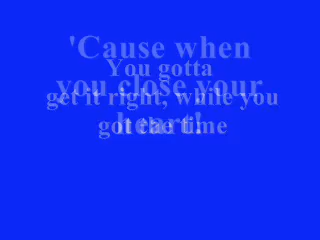 'Cause when
you close your
heart!
You gotta
get it right, while you
got the time